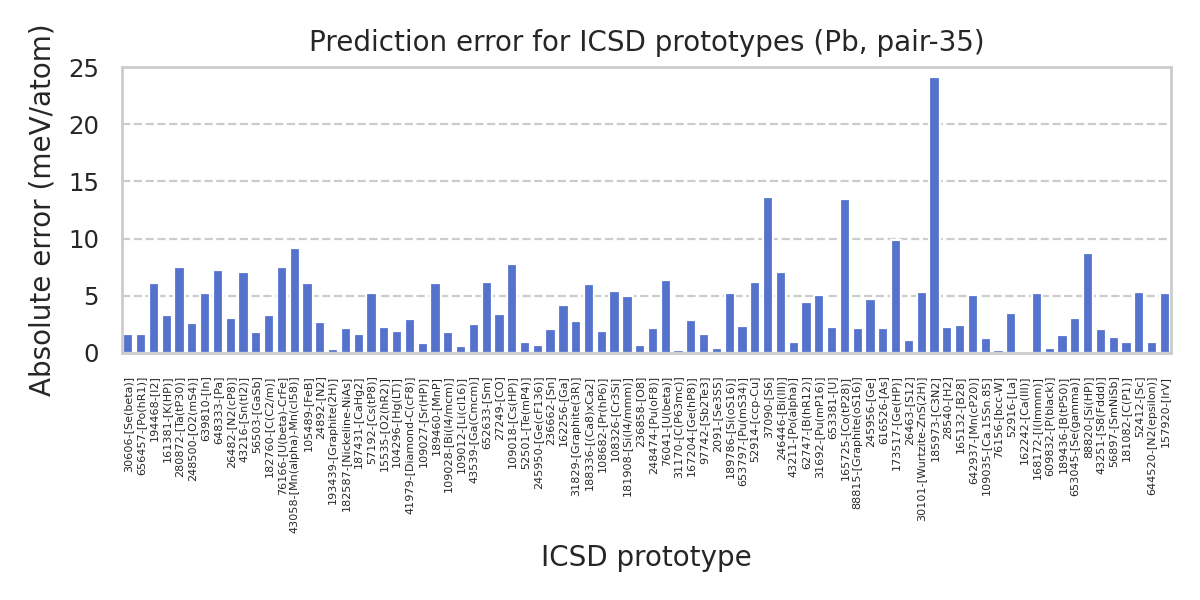 Prediction error for ICSD prototypes (Pb, pair-35)
Absolute error (meV/atom)
25
20
15
10
5
0
30606-[Se(beta)]
656457-[Po(hR1)]
194468-[I2]
161381-[K(HP)]
280872-[Ta(tP30)]
248500-[O2(mS4)]
639810-[In]
648333-[Pa]
26482-[N2(cP8)]
43216-[Sn(tI2)]
56503-[GaSb]
182760-[C(C2/m)]
76166-[U(beta)-CrFe]
43058-[Mn(alpha)-Mn(cI58)]
105489-[FeB]
24892-[N2]
193439-[Graphite(2H)]
182587-[Nickeline-NiAs]
187431-[CaHg2]
57192-[Cs(tP8)]
15535-[O2(hR2)]
104296-[Hg(LT)]
41979-[Diamond-C(cF8)]
109027-[Sr(HP)]
189460-[MnP]
109028-[Bi(I4/mcm)]
109012-[Li(cI16)]
43539-[Ga(Cmcm)]
652633-[Sm]
27249-[CO]
109018-[Cs(HP)]
52501-[Te(mP4)]
245950-[Ge(cF136)]
236662-[Sn]
162256-[Ga]
31829-[Graphite(3R)]
188336-[(Ca8)xCa2]
108682-[Pr(hP6)]
108326-[Cr3Si]
181908-[Si(I4/mmm)]
236858-[O8]
248474-[Pu(oF8)]
76041-[U(beta)]
31170-[C(P63mc)]
167204-[Ge(hP8)]
97742-[Sb2Te3]
2091-[Se3S5]
189786-[Si(oS16)]
653797-[Pu(mS34)]
52914-[ccp-Cu]
37090-[S6]
246446-[Bi(III)]
43211-[Po(alpha)]
62747-[B(hR12)]
31692-[Pu(mP16)]
653381-[U]
165725-[Co(tP28)]
88815-[Graphite(oS16)]
245956-[Ge]
616526-[As]
26463-[S12]
173517-[Ge(HP)]
30101-[Wurtzite-ZnS(2H)]
185973-[C3N2]
28540-[H2]
165132-[B28]
642937-[Mn(cP20)]
109035-[Ca.15Sn.85]
76156-[bcc-W]
52916-[La]
162242-[Ca(III)]
168172-[I(Immm)]
609832-[P(black)]
189436-[B(tP50)]
653045-[Se(gamma)]
88820-[Si(HP)]
43251-[S8(Fddd)]
56897-[SmNiSb]
181082-[C(P1)]
52412-[Sc]
644520-[N2(epsilon)]
157920-[IrV]
ICSD prototype